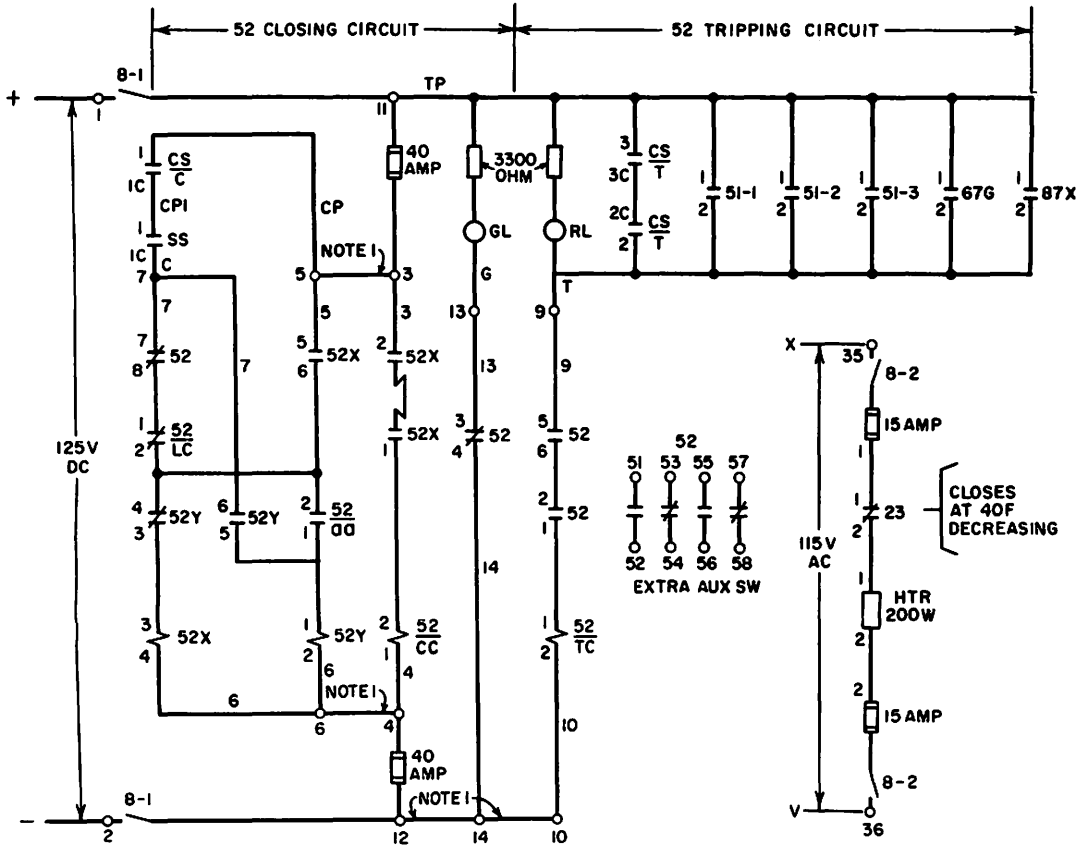 52 CLOSING CIRCUIT
52 TRIPPING CIRCUIT
8-1
TP
+
1
11
1
CS
C
1C
CP1
1
SS
1C
C
7
7
CP
NOTE 1
5
3
40
AMP
3300
OHM
GL
RL
G
T
13
9
3
CS
T
3C
2C
CS
T
2
1
51-1
2
1
51-2
2
1
51-3
2
1
67G
2
1
87X
2
7
52
8
7
5
5
52X
6
3
2
52X
52X
1
13
3
52
4
9
5
52
6
1
52
LC
2
125V
DC
4
52Y
3
6
52Y
5
2
52
aa
1
2
52
1
14
3
52X
4
1
52Y
2
2
52
CC
1
1
52
TC
2
6
6
NOTE 1
6
4
4
10
40
AMP
NOTE 1
8-1
-
2
12
14
10
52
51
53
55
57
52
54
56
58
EXTRA AUX SW
X
35
8-2
15 AMP
1
1
23
2
CLOSES
AT 40F
DECREASING
115V
AC
1
HTR
200W
2
2
15 AMP
8-2
V
36